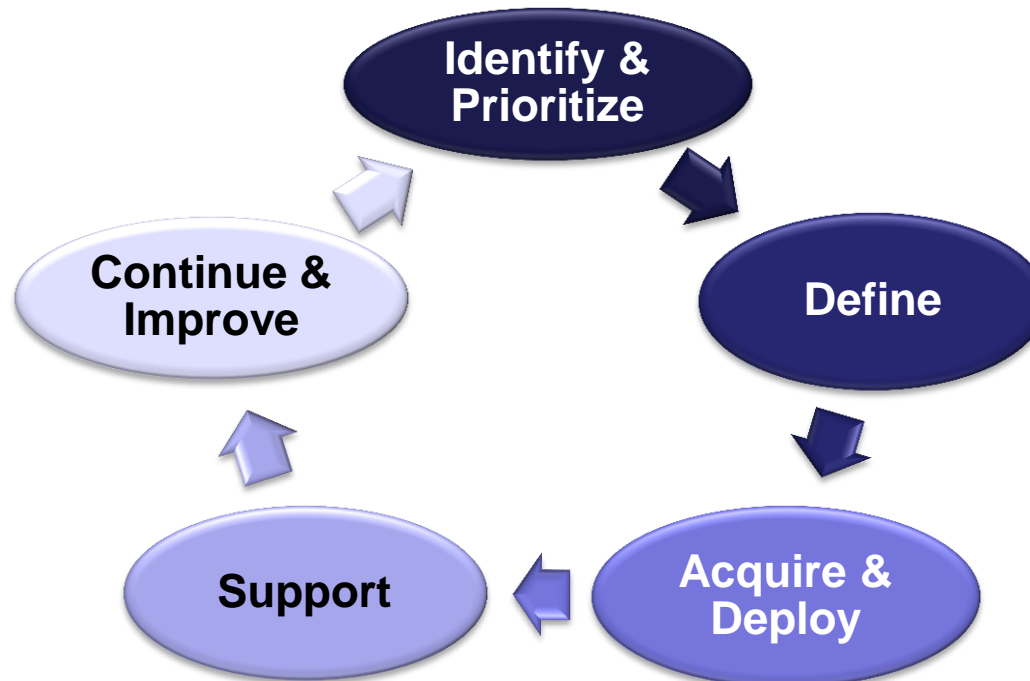 Identify &
Prioritize
Define
Acquire &
Deploy
Support
Continue &
Improve